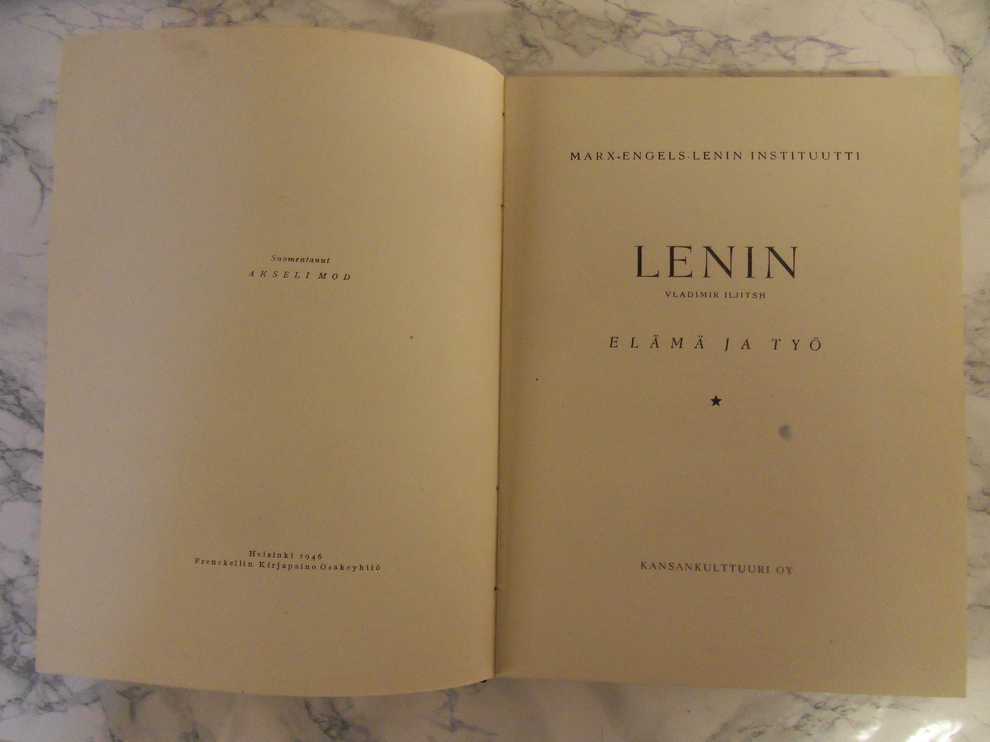 Suomentanut
AKSELI MOD
Helsinki 1946
Frenckellin Kirjapaino Osakeyhtiö
MARX-ENGELS-LENIN INSTITUUTTI
LENIN
VLADIMIR ILJITSH
ELÄMÄ JA TYÖ
KANSANKULTTUURI OY